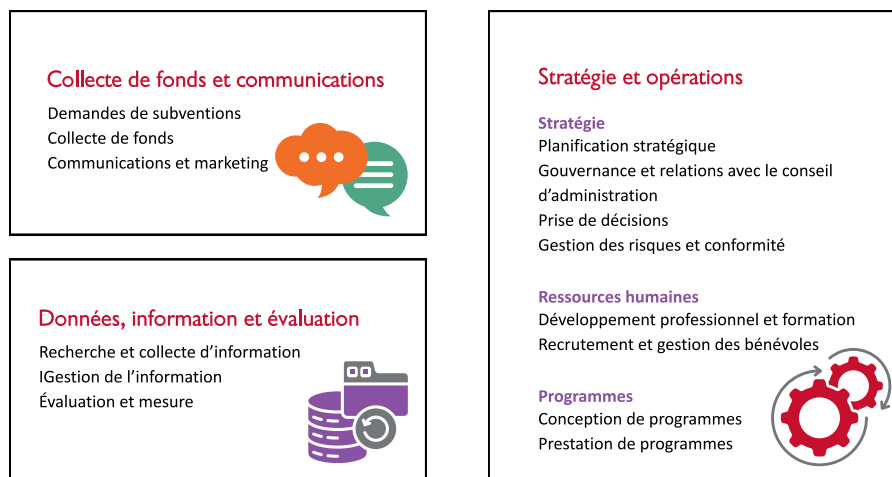 Collecte de fonds et communications
Demandes de subventions
Collecte de fonds
Communications et marketing
Données, information et évaluation
Recherche et collecte d’information
IGestion de l’information
Évaluation et mesure
Stratégie et opérations
Stratégie
Planification stratégique
Gouvernance et relations avec le conseil
d’administration
Prise de décisions
Gestion des risques et conformité
Ressources humaines
Développement professionnel et formation
Recrutement et gestion des bénévoles
Programmes
Conception de programmes
Prestation de programmes